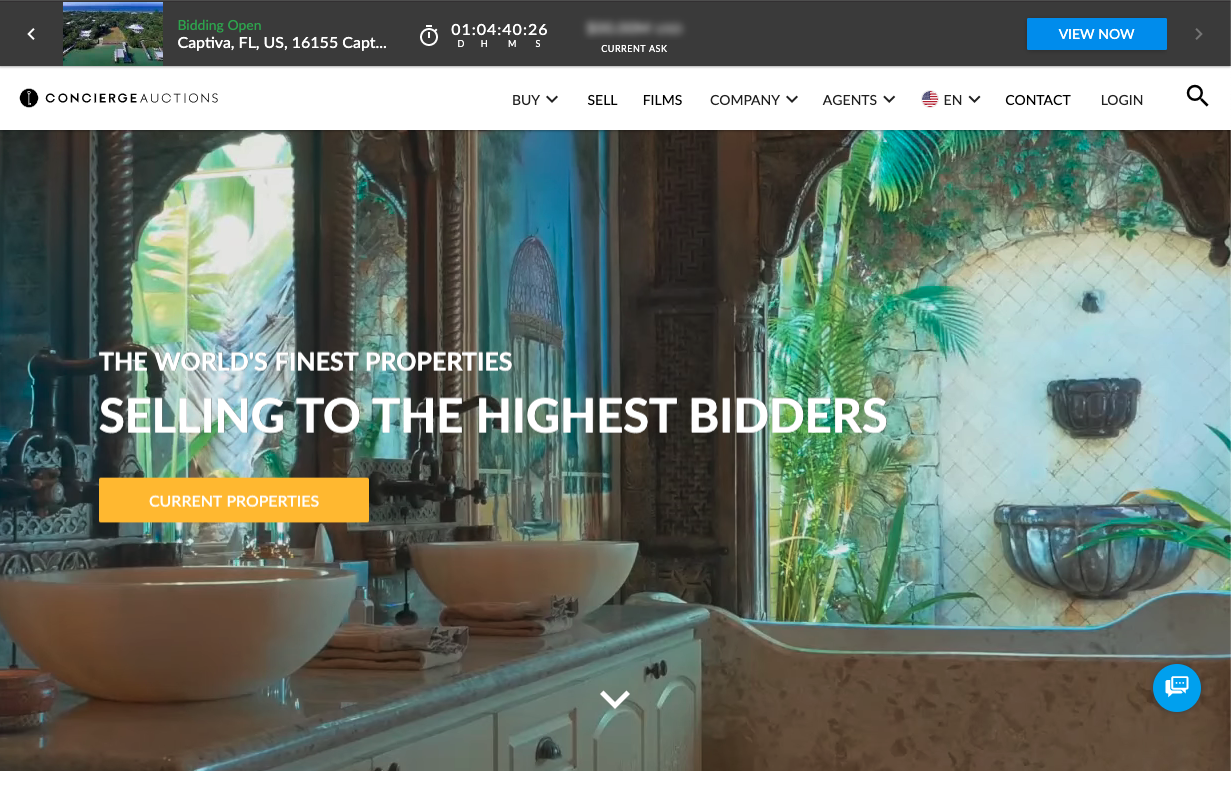 Bidding Open
Captiva, FL, US, 16155 Capt...
01:04:40:26
D H M S
CURRENT ASK
VIEW NOW
CONCIERGEAUCTIONS
BUY SELL FILMS COMPANY AGENTS EN CONTACT LOGIN
THE WORLD'S FINEST PROPERTIES
SELLING TO THE HIGHEST BIDDERS
CURRENT PROPERTIES